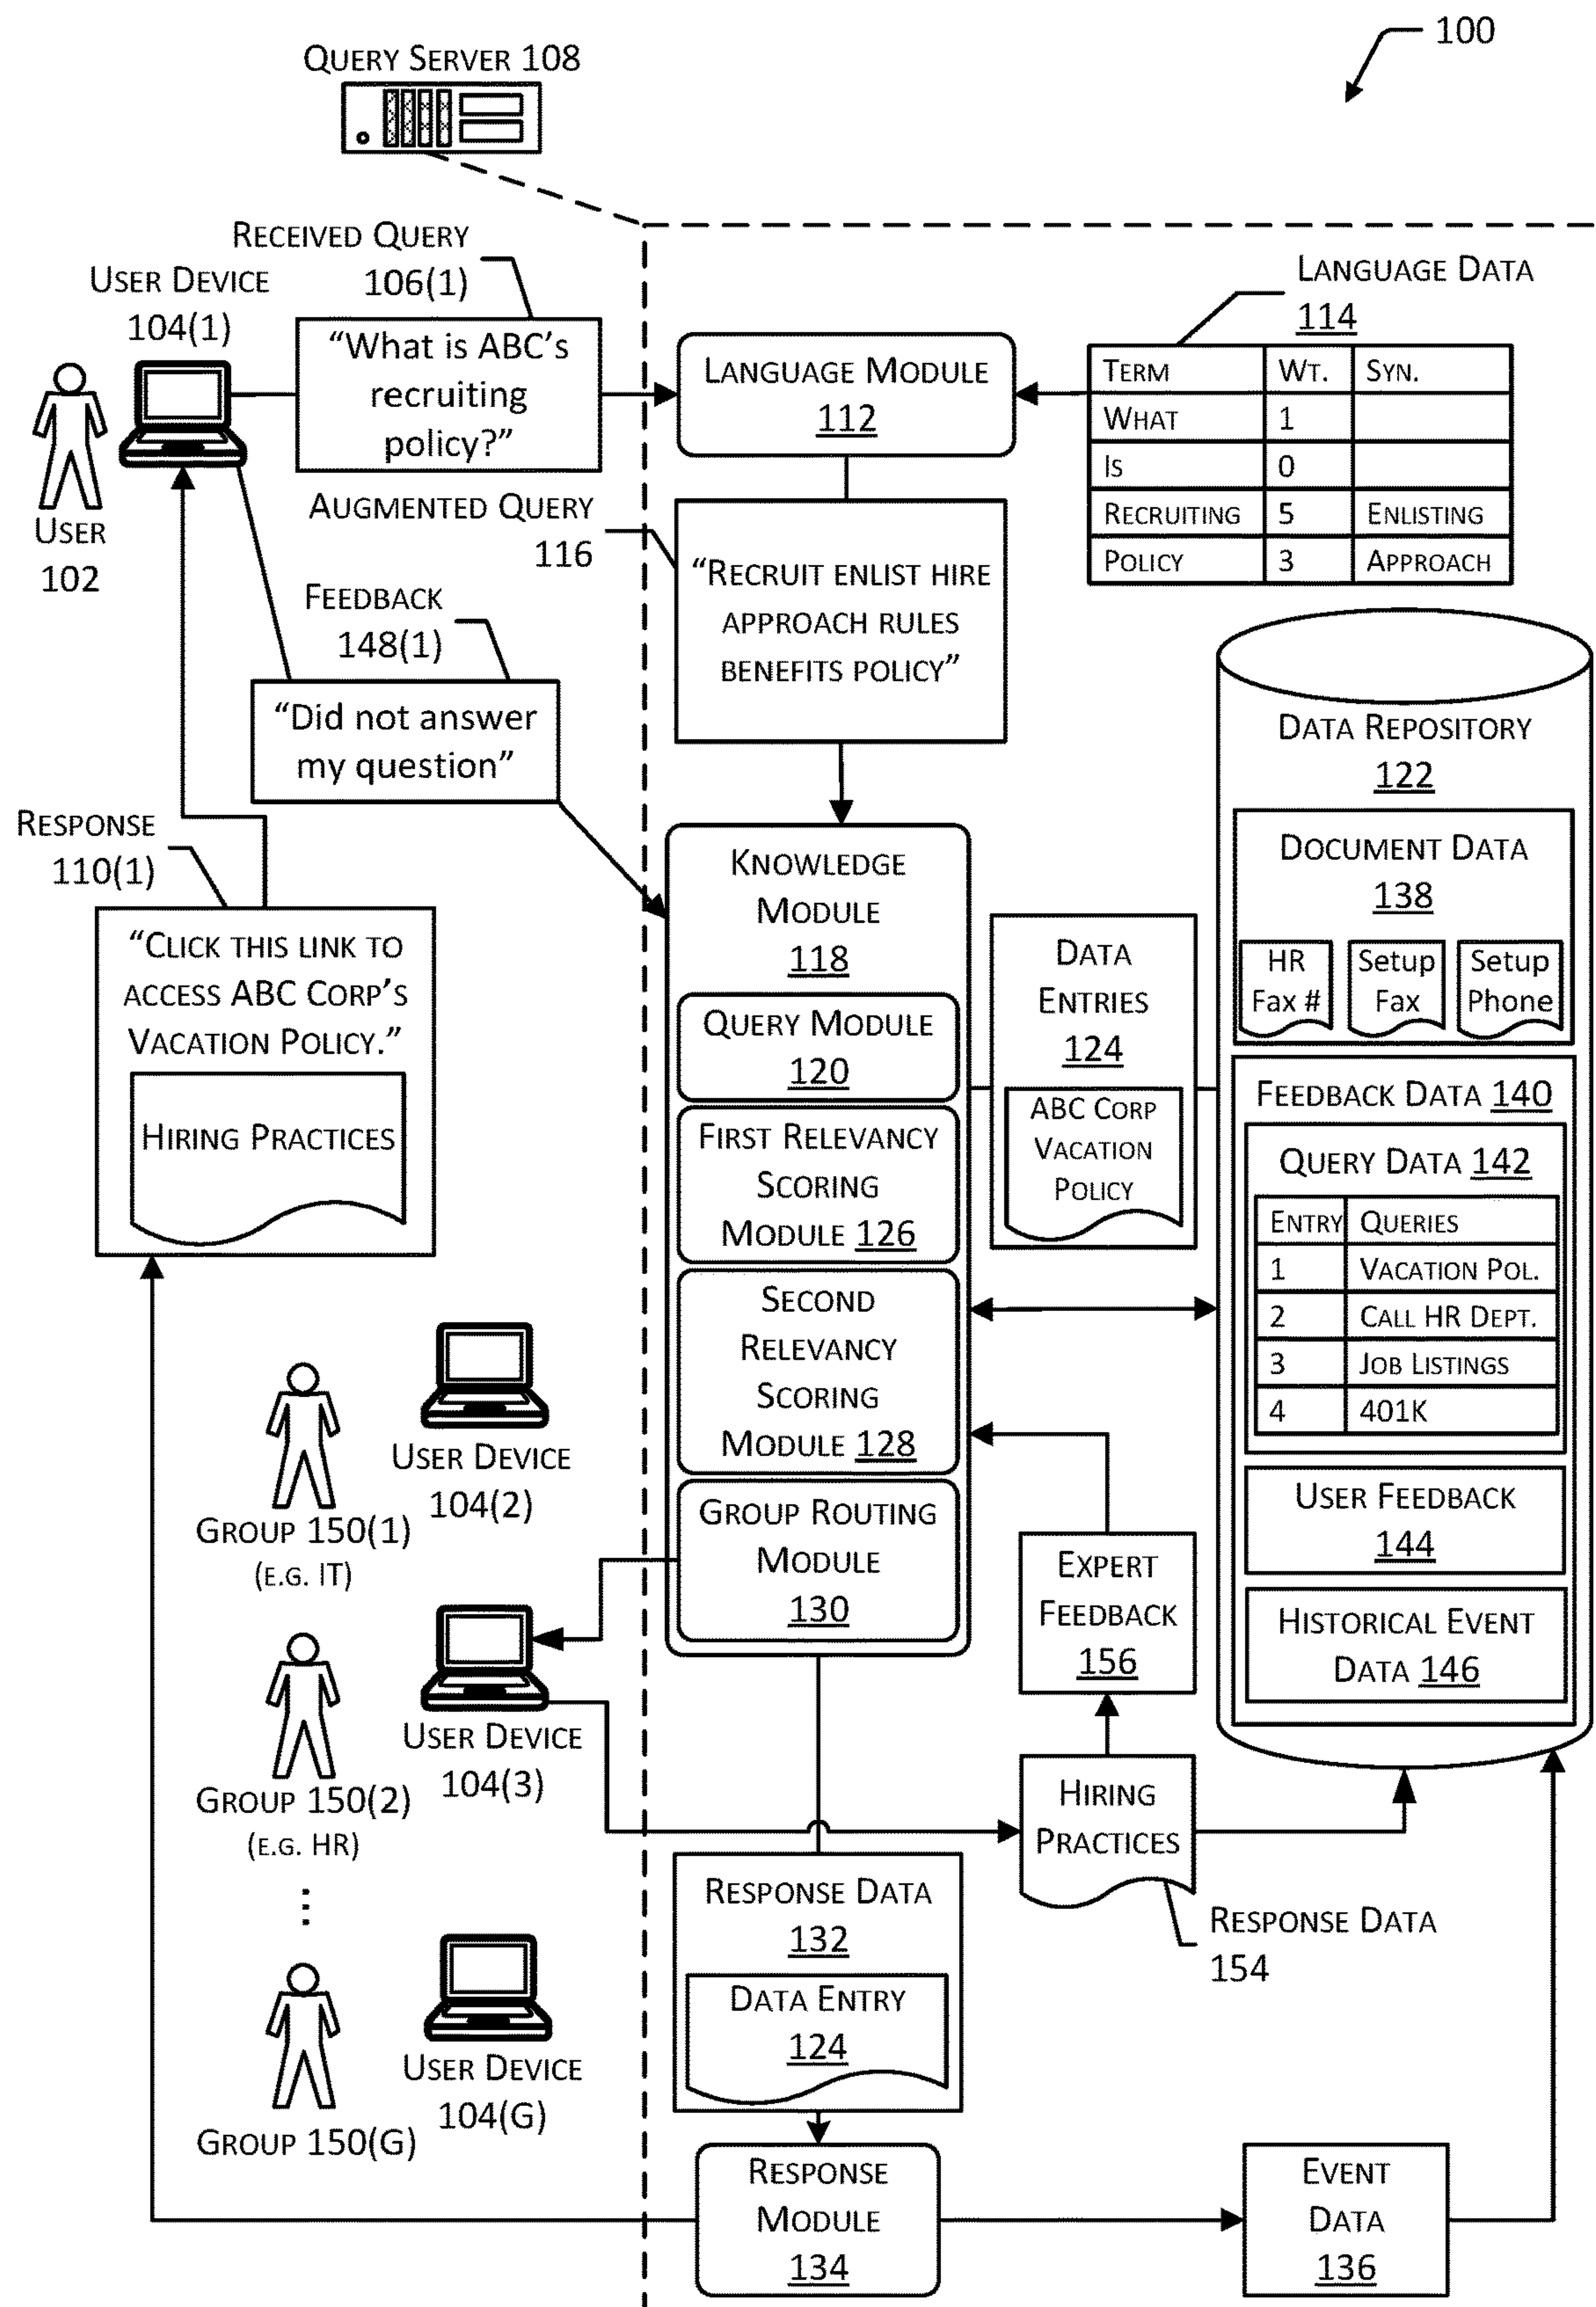 100
QUERY SERVER 108
RECEIVED QUERY
106(1)
USER DEVICE
104(1)
USER
102
“What is ABC’s
recruiting
policy?”
LANGUAGE MODULE
112
LANGUAGE DATA
114
TERM WT. SYN.
WHAT 1
IS 0
RECRUITING 5 ENLISTING
POLICY 3 APPROACH
AUGMENTED QUERY
116
“RECRUIT ENLIST HIRE
APPROACH RULES
BENEFITS POLICY”
FEEDBACK
148(1)
“Did not answer
my question”
RESPONSE
110(1)
“CLICK THIS LINK TO
ACCESS ABC CORP’S
VACATION POLICY.”
HIRING PRACTICES
KNOWLEDGE
MODULE
118
QUERY MODULE
120
FIRST RELEVANCY
SCORING
MODULE 126
SECOND
RELEVANCY
SCORING
MODULE 128
GROUP ROUTING
MODULE
130
DATA
ENTRIES
124
ABC CORP
VACATION
POLICY
DATA REPOSITORY
122
DOCUMENT DATA
138
HR
Fax #
Setup
Fax
Setup
Phone
FEEDBACK DATA 140
QUERY DATA 142
ENTRY QUERIES
1 VACATION POL.
2 CALL HR DEPT.
3 JOB LISTINGS
4 401K
USER FEEDBACK
144
HISTORICAL EVENT
DATA 146
USER DEVICE
104(2)
GROUP 150(1)
(E.G. IT)
USER DEVICE
104(3)
GROUP 150(2)
(E.G. HR)
⋮
USER DEVICE
104(G)
GROUP 150(G)
EXPERT
FEEDBACK
156
HIRING
PRACTICES
RESPONSE DATA
154
RESPONSE DATA
132
DATA ENTRY
124
RESPONSE
MODULE
134
EVENT
DATA
136